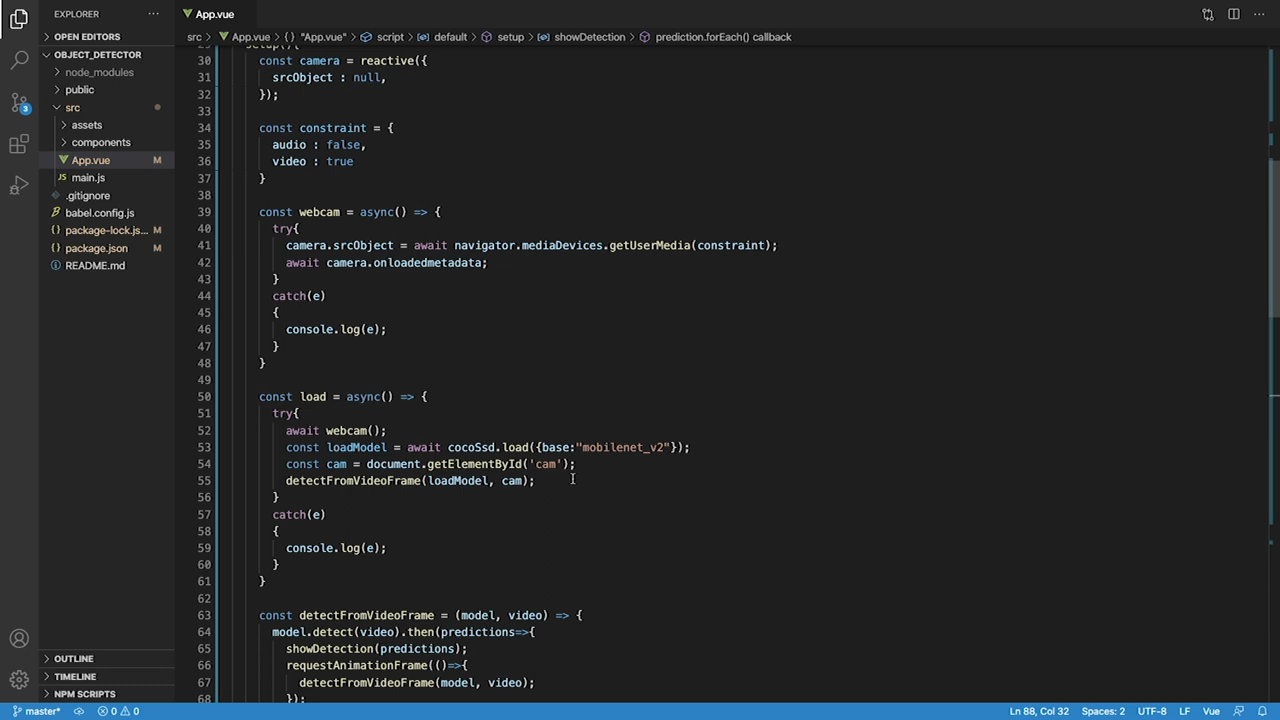 EXPLORER
OPEN EDITORS
OBJECT_DETECTOR
node_modules
public
src
assets
components
App.vue M
main.js
.gitignore
babel.config.js
package-lock.js... M
package.json M
README.md
OUTLINE
TIMELINE
NPM SCRIPTS
3
App.vue
src > App.vue > {} "App.vue" > script > default > setup > showDetection > prediction.forEach() callback
30 const camera = reactive({
31 srcObject : null,
32 });
33
34 const constraint = {
35 audio : false,
36 video : true
37 }
38
39 const webcam = async() => {
40 try{
41 camera.srcObject = await navigator.mediaDevices.getUserMedia(constraint);
42 await camera.onloadedmetadata;
43 }
44 catch(e)
45 {
46 console.log(e);
47 }
48 }
49
50 const load = async() => {
51 try{
52 await webcam();
53 const loadModel = await cocoSsd.load({base:"mobilenet_v2"});
54 const cam = document.getElementById('cam');
55 detectFromVideoFrame(loadModel, cam);
56 }
57 catch(e)
58 {
59 console.log(e);
60 }
61 }
62
63 const detectFromVideoFrame = (model, video) => {
64 model.detect(video).then(predictions=>{
65 showDetection(predictions);
66 requestAnimationFrame(()=>{
67 detectFromVideoFrame(model, video);
68 });
master* 0 0 Ln 88, Col 32 Spaces: 2 UTF-8 LF Vue